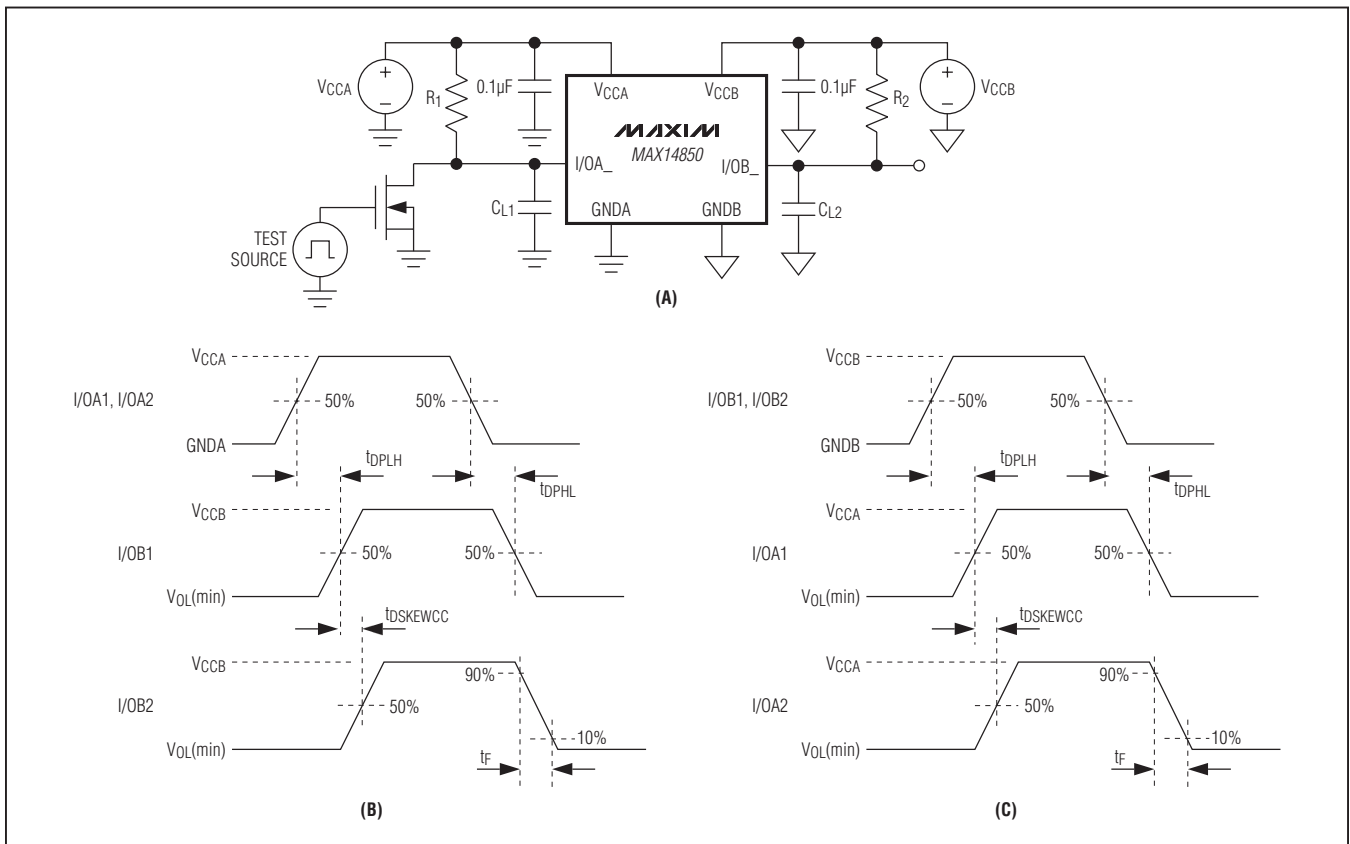 VCCA
R1
0.1µF
VCCA
VCCB
0.1µF
R2
VCCB
MAXIM
MAX14850
I/OA_
I/OB_
CL1
GNDA
GNDB
CL2
TEST
SOURCE
(A)
VCCA
I/OA1, I/OA2
50%
50%
GNDA
tDPLH
tDPHL
VCCB
I/OB1
50%
50%
VOL(min)
tDSKEWCC
VCCB
90%
I/OB2
50%
10%
VOL(min)
tF
(B)
VCCB
I/OB1, I/OB2
50%
50%
GNDB
tDPLH
tDPHL
VCCA
I/OA1
50%
50%
VOL(min)
tDSKEWCC
VCCA
90%
I/OA2
50%
10%
VOL(min)
tF
(C)